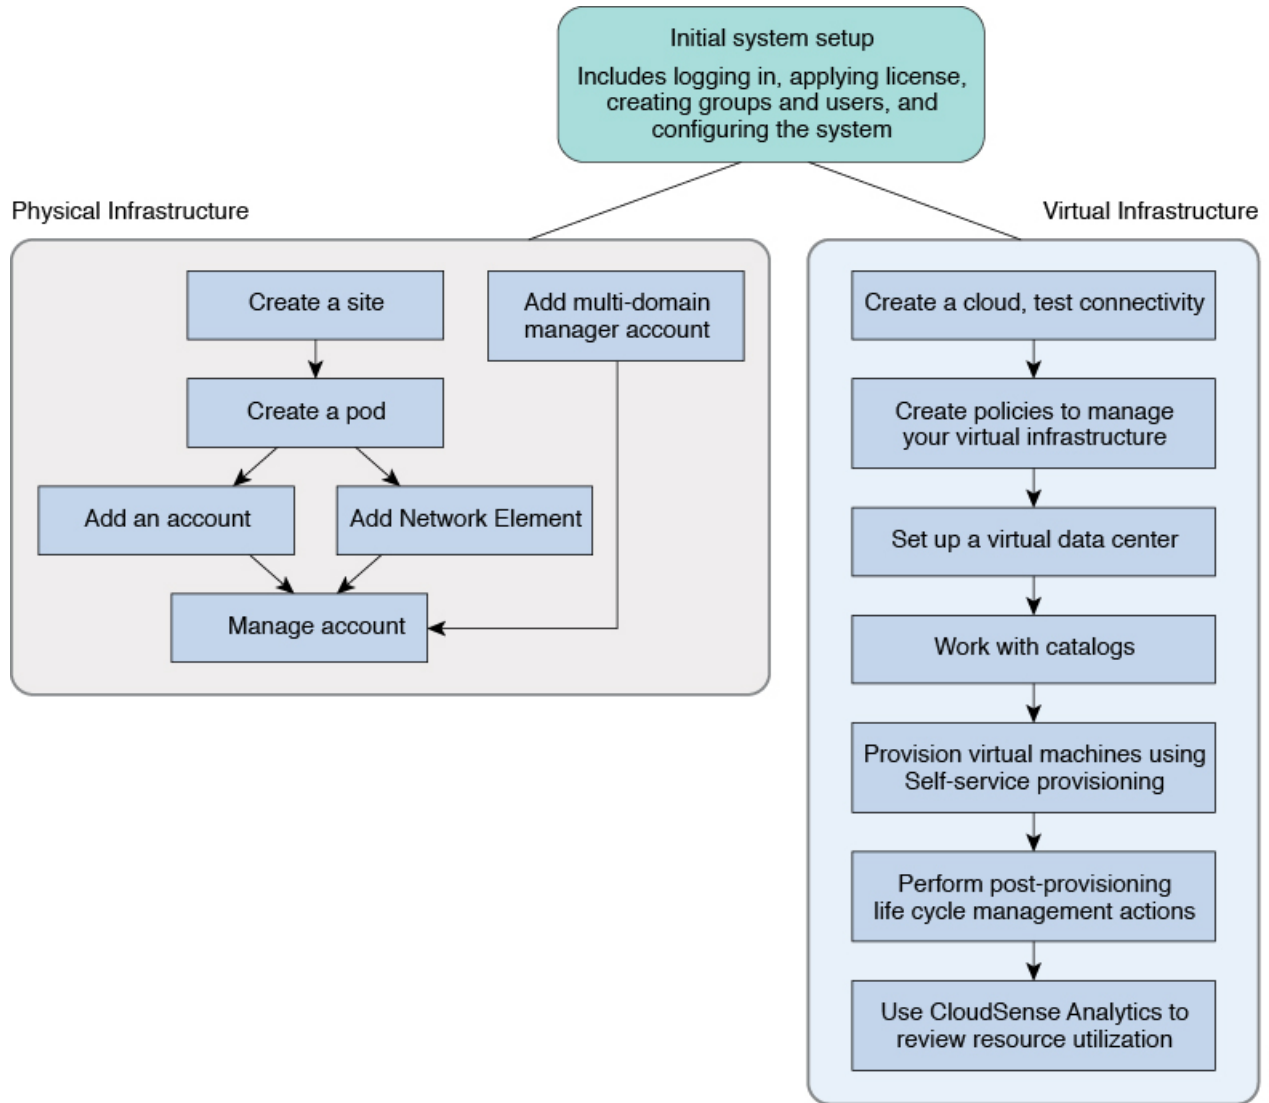 Initial system setup
Includes logging in, applying license,
creating groups and users, and
configuring the system
Physical Infrastructure
Create a site
Add multi-domain
manager account
Create a pod
Add an account
Add Network Element
Manage account
Virtual Infrastructure
Create a cloud, test connectivity
Create policies to manage
your virtual infrastructure
Set up a virtual data center
Work with catalogs
Provision virtual machines using
Self-service provisioning
Perform post-provisioning
life cycle management actions
Use CloudSense Analytics to
review resource utilization